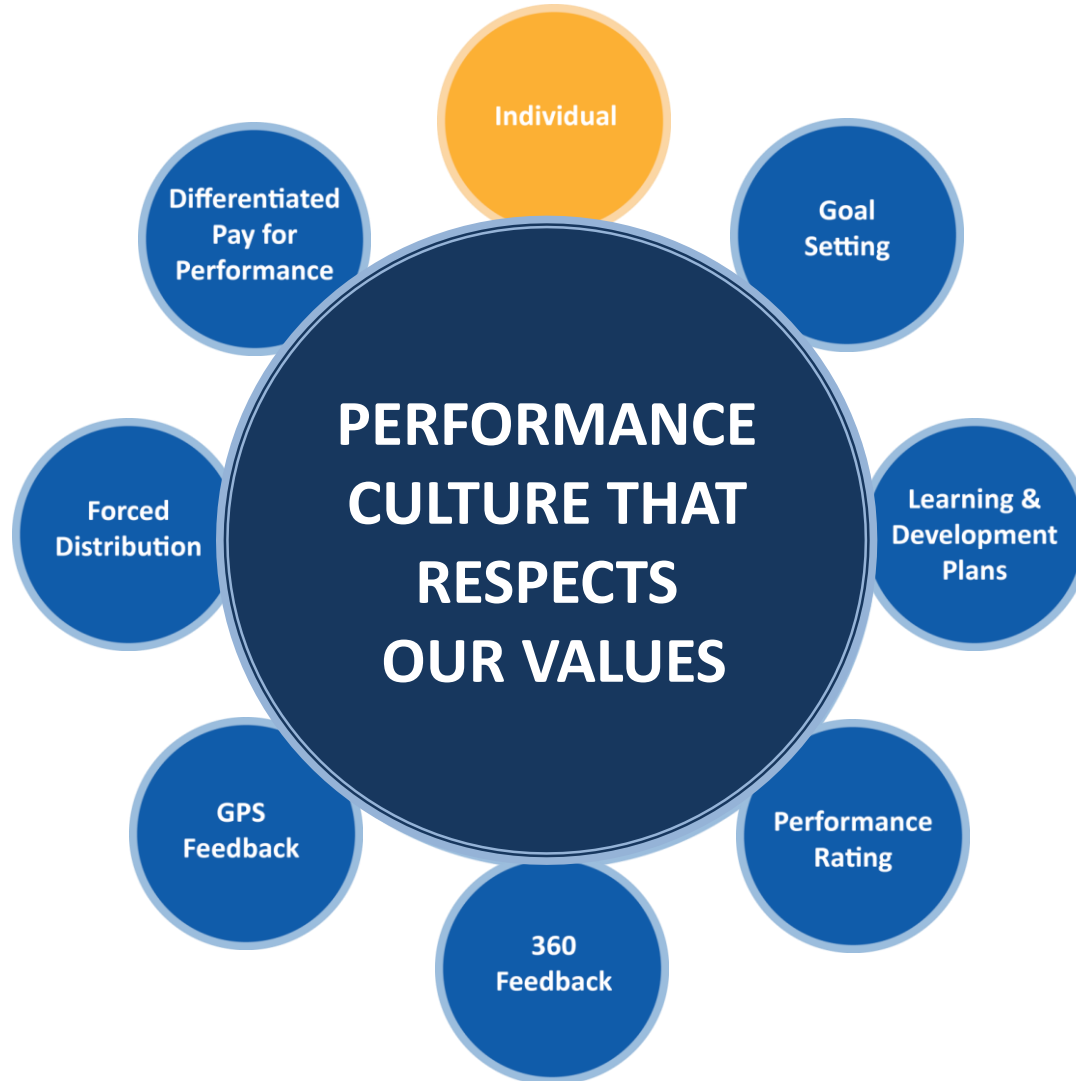 Individual
Goal
Setting
Learning &
Development
Plans
Performance
Rating
360
Feedback
GPS
Feedback
Forced
Distribution
Differentiated
Pay for
Performance
PERFORMANCE
CULTURE THAT
RESPECTS
OUR VALUES